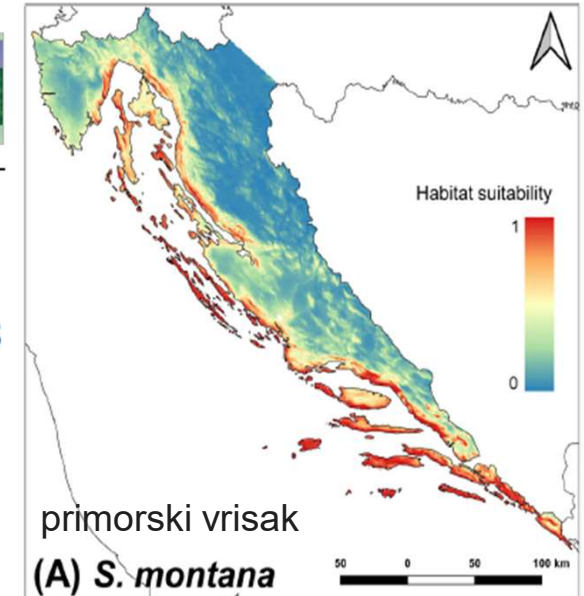 Habitat suitability
1
0
primorski vrisak
(A) S. montana
50 0 50 100 km